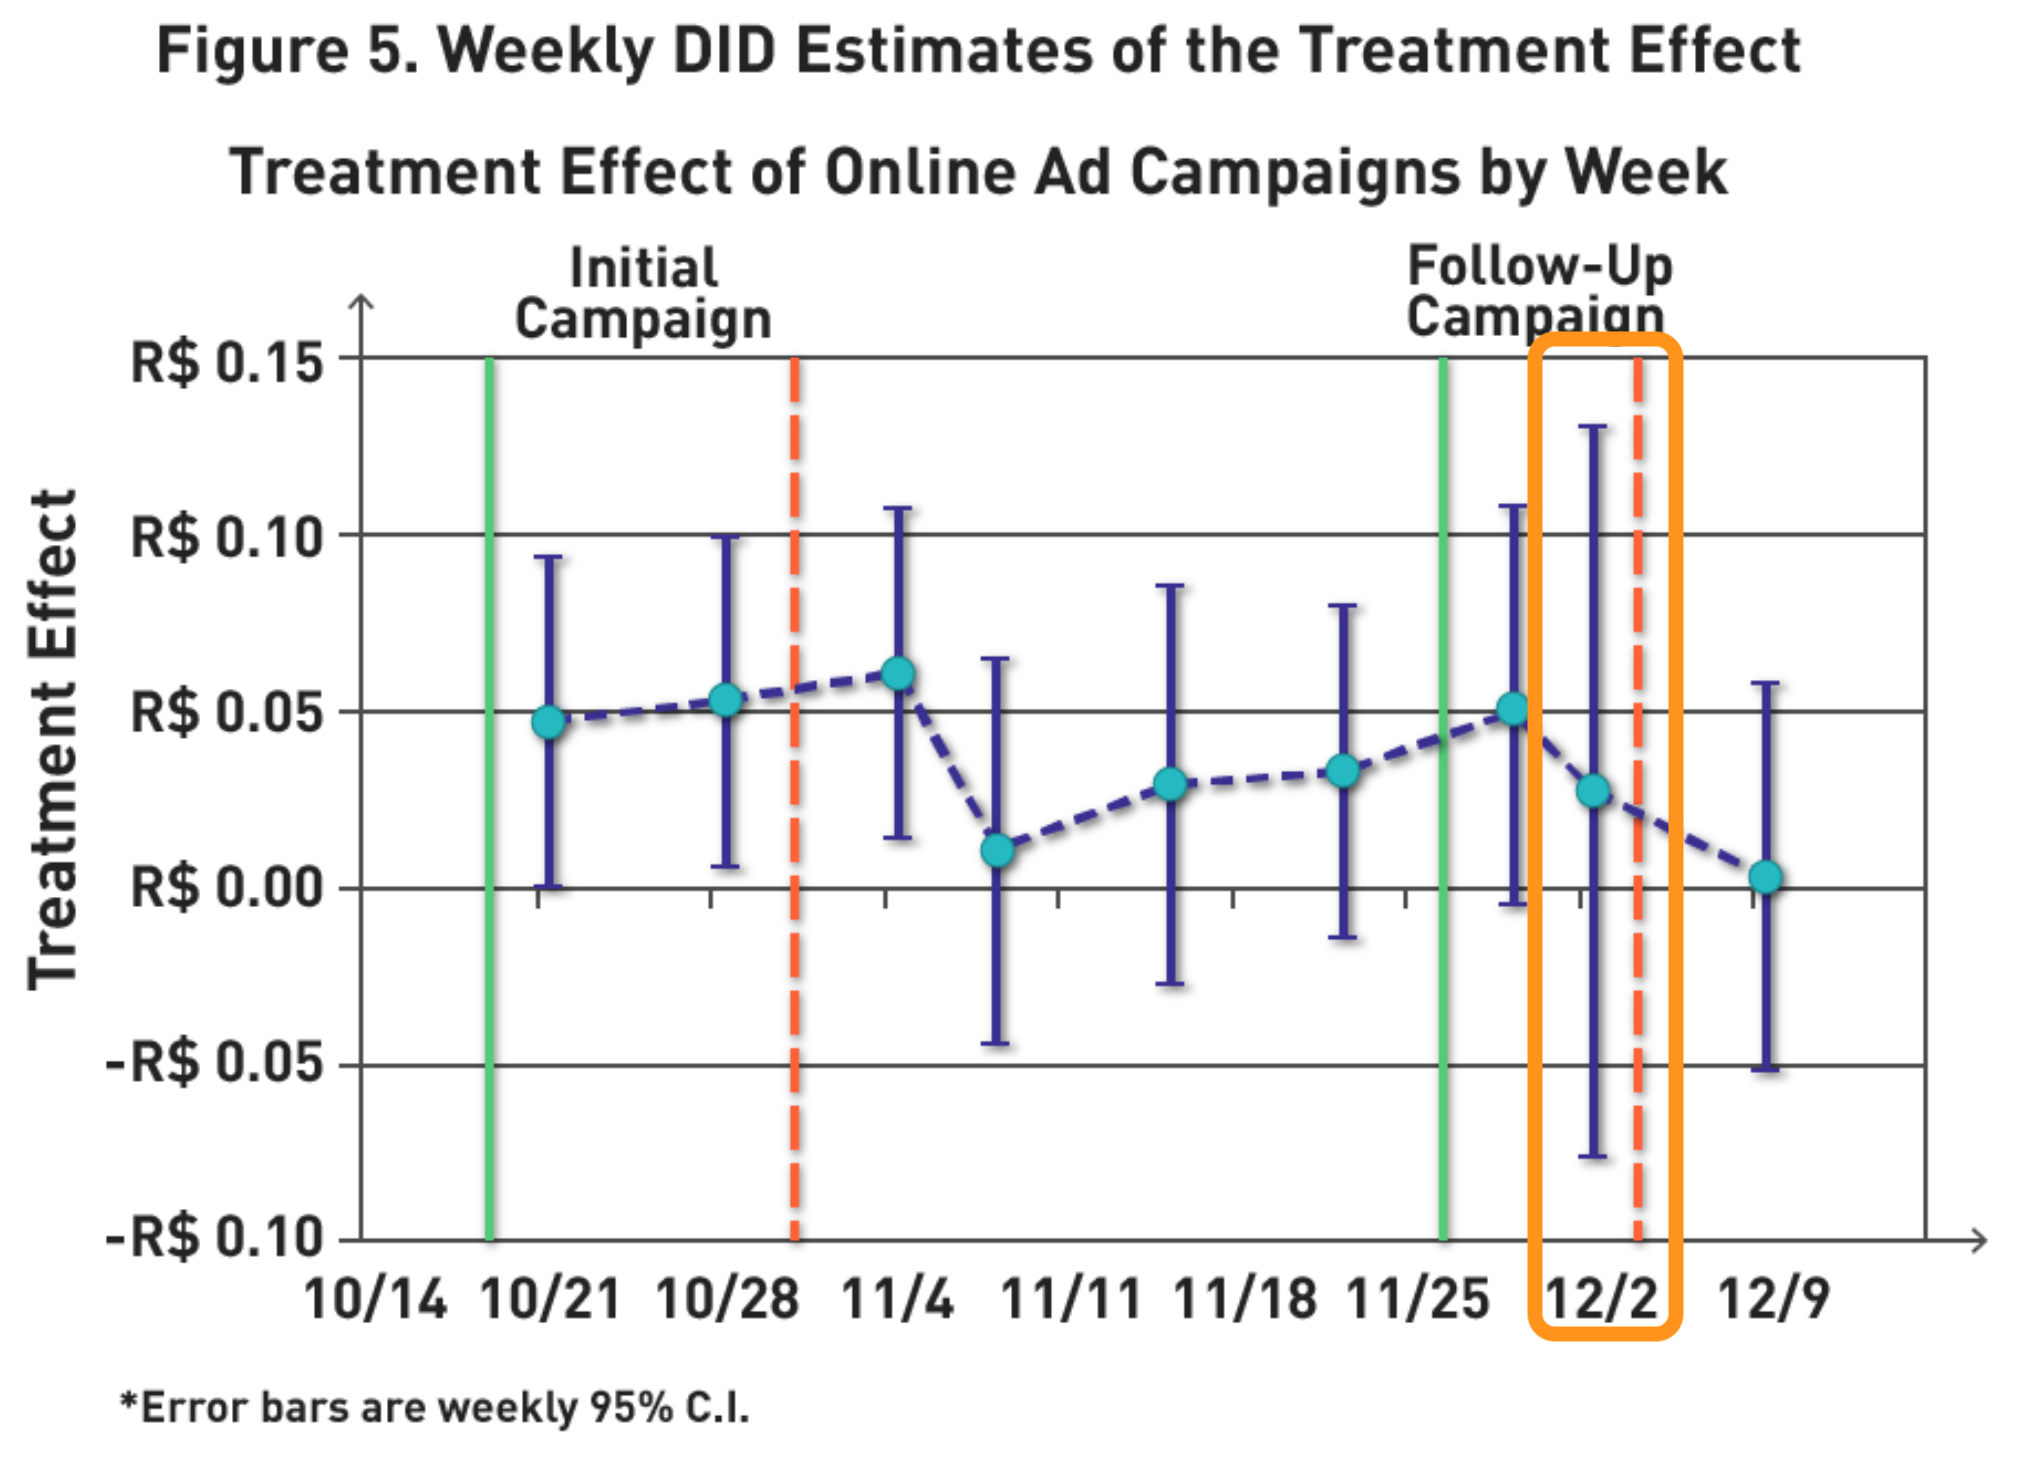 Figure 5. Weekly DID Estimates of the Treatment Effect
Treatment Effect of Online Ad Campaigns by Week
Initial
Campaign
Follow-Up
Campaign
Treatment Effect
R$ 0.15
R$ 0.10
R$ 0.05
R$ 0.00
-R$ 0.05
-R$ 0.10
10/14 10/21 10/28 11/4 11/11 11/18 11/25 12/2 12/9
*Error bars are weekly 95% C.I.